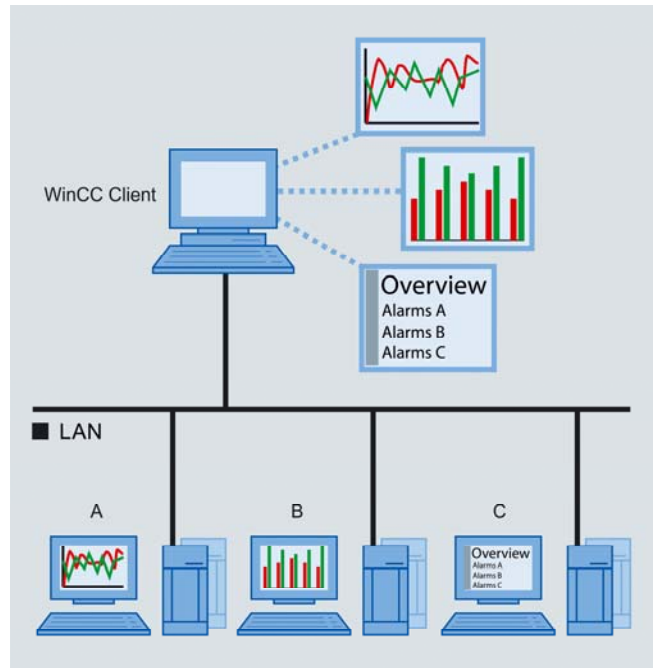 WinCC Client
Overview
Alarms A
Alarms B
Alarms C
LAN
A
B
C
Overview
Alarms A
Alarms B
Alarms C